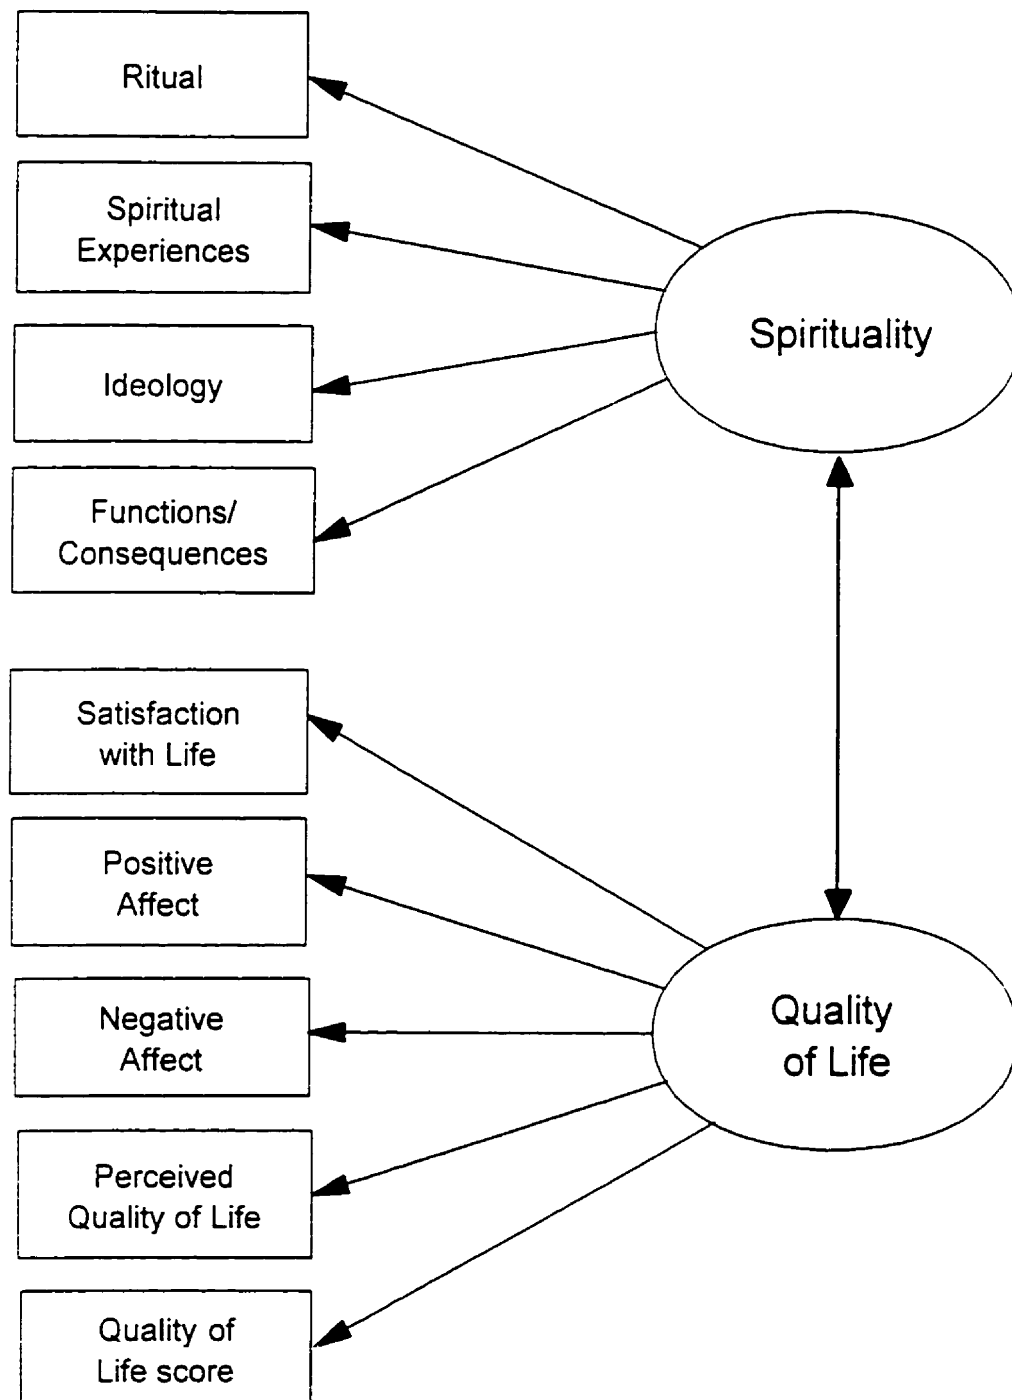 Ritual
Spiritual
Experiences
Ideology
Functions/
Consequences
Spirituality
Satisfaction
with Life
Positive
Affect
Negative
Affect
Perceived
Quality of Life
Quality of
Life score
Quality
of Life